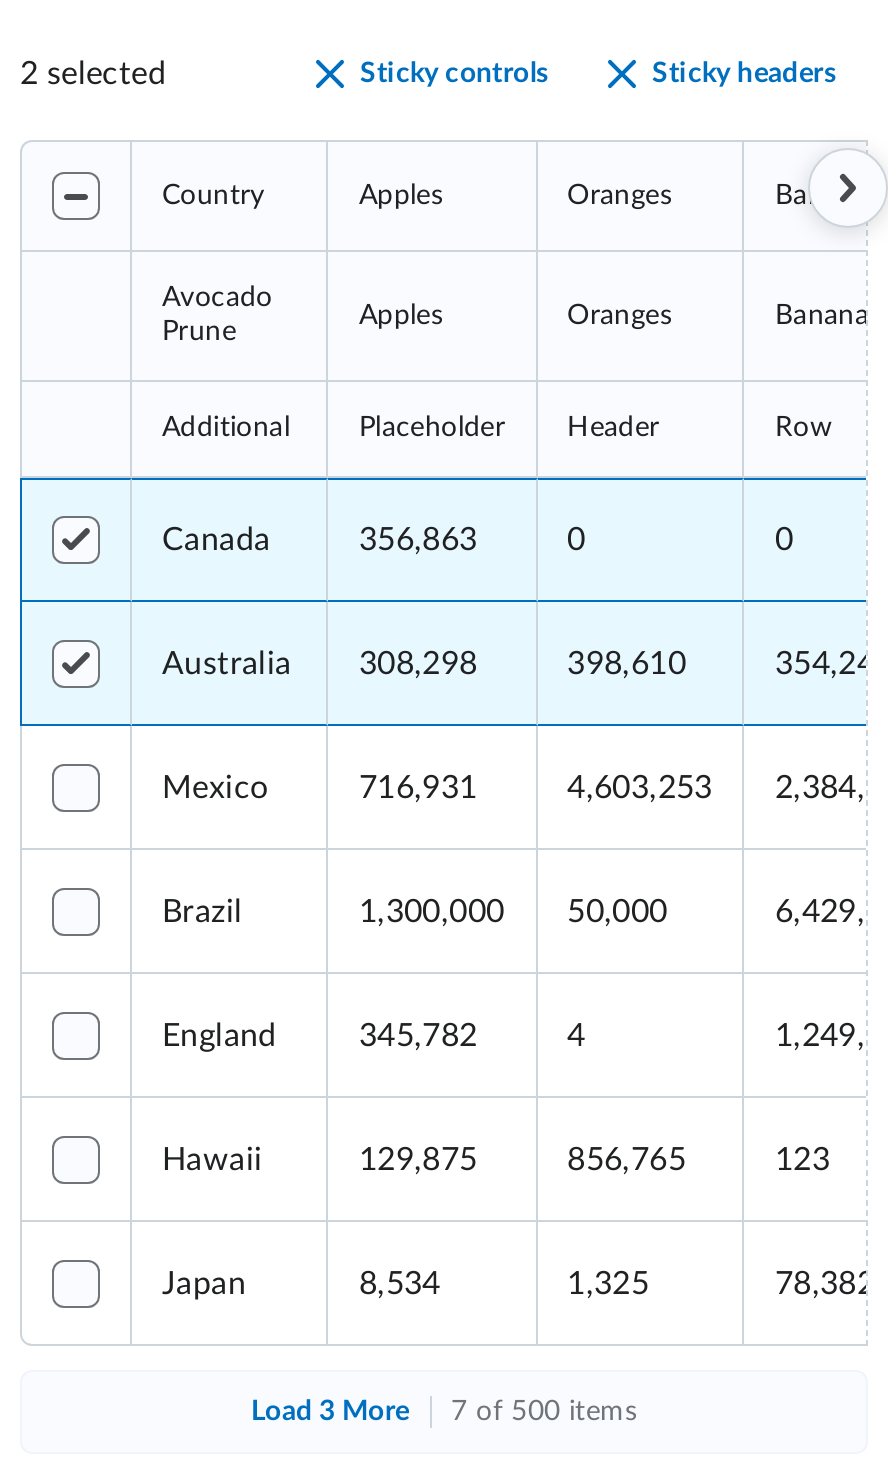 2 selected Sticky controls Sticky headers
Country Apples Oranges
Avocado
Prune Apples Oranges Banana
Additional Placeholder Header Row
Canada 356,863 0 0
Australia 308,298 398,610 354,24
Mexico 716,931 4,603,253 2,384,
Brazil 1,300,000 50,000 6,429,
England 345,782 4 1,249,
Hawaii 129,875 856,765 123
Japan 8,534 1,325 78,382
Load 3 More 7 of 500 items